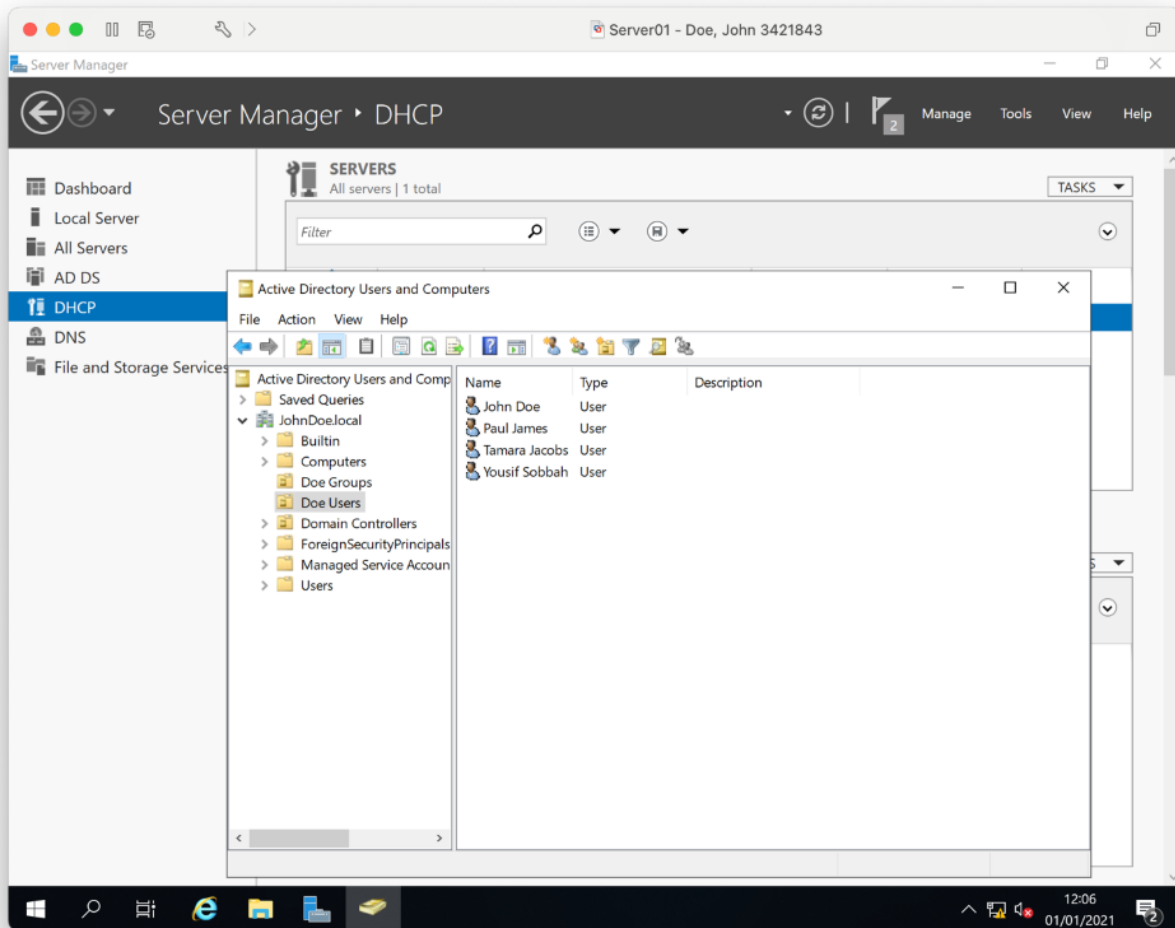 Server01 - Doe, John 3421843
Server Manager
Server Manager ‣ DHCP
2
Manage Tools View Help
Dashboard
Local Server
All Servers
AD DS
DHCP
DNS
File and Storage Services
SERVERS
All servers | 1 total
TASKS
Filter
Active Directory Users and Computers
File Action View Help
Active Directory Users and Comp
Saved Queries
JohnDoe.local
Builtin
Computers
Doe Groups
Doe Users
Domain Controllers
ForeignSecurityPrincipals
Managed Service Accoun
Users
Name Type Description
John Doe User
Paul James User
Tamara Jacobs User
Yousif Sobbah User
S
12:06
01/01/2021
2